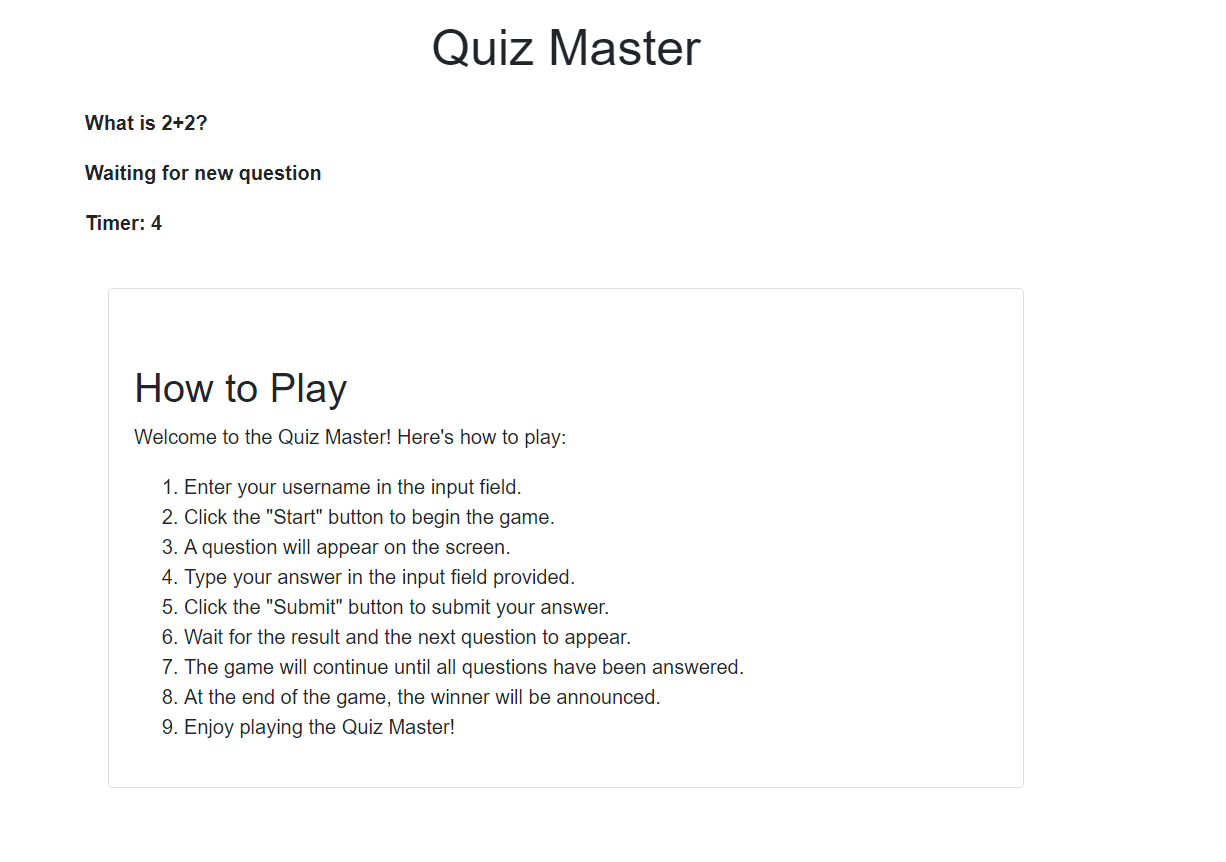 Quiz Master
What is 2+2?
Waiting for new question
Timer: 4
How to Play
Welcome to the Quiz Master! Here's how to play:
1. Enter your username in the input field.
2. Click the "Start" button to begin the game.
3. A question will appear on the screen.
4. Type your answer in the input field provided.
5. Click the "Submit" button to submit your answer.
6. Wait for the result and the next question to appear.
7. The game will continue until all questions have been answered.
8. At the end of the game, the winner will be announced.
9. Enjoy playing the Quiz Master!